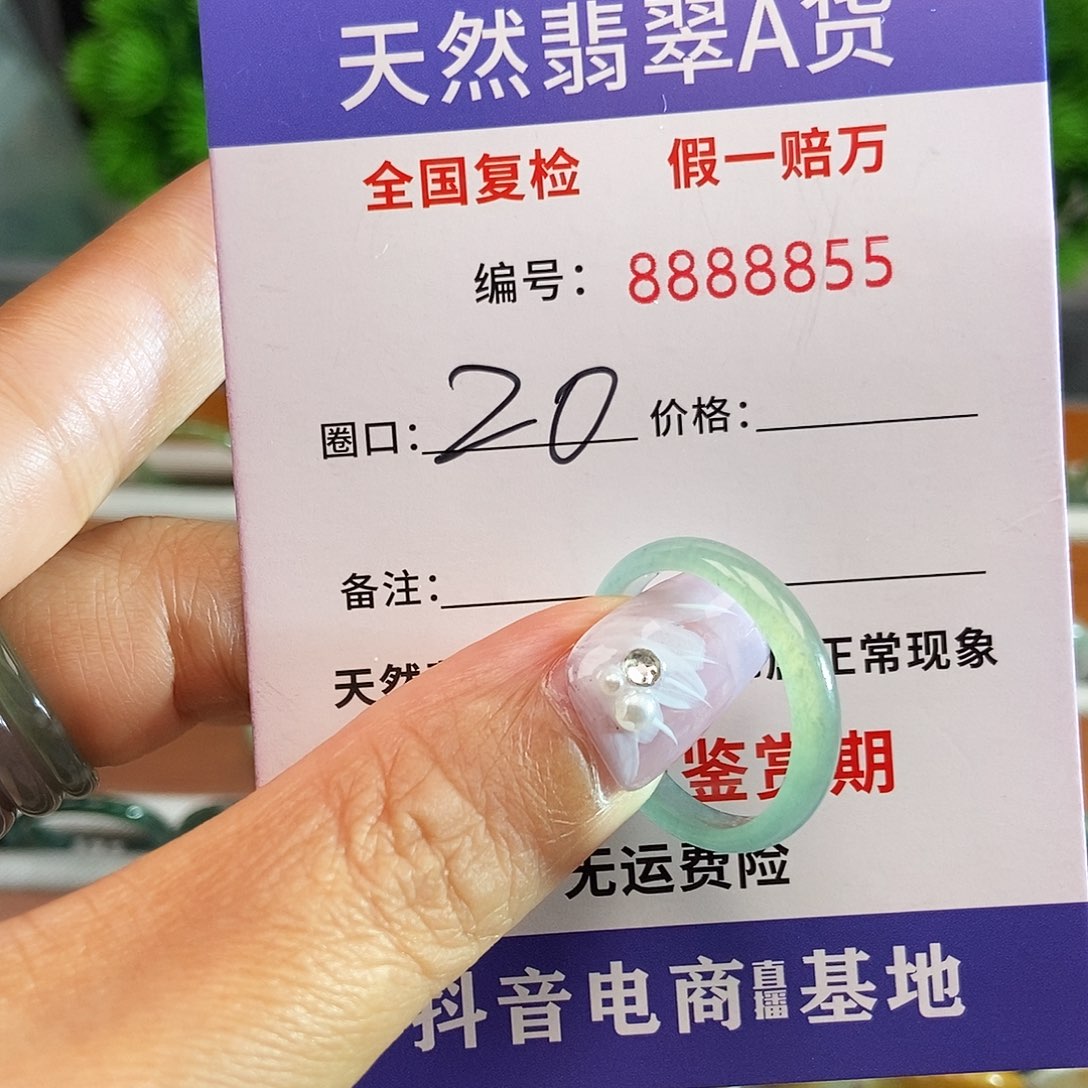 天然翡翠A货
全国复检 假一赔万
编号：8888855
圈口：20 价格：
备注：
天然 正常现象
鉴赏期
无运费险
抖音电商直播基地